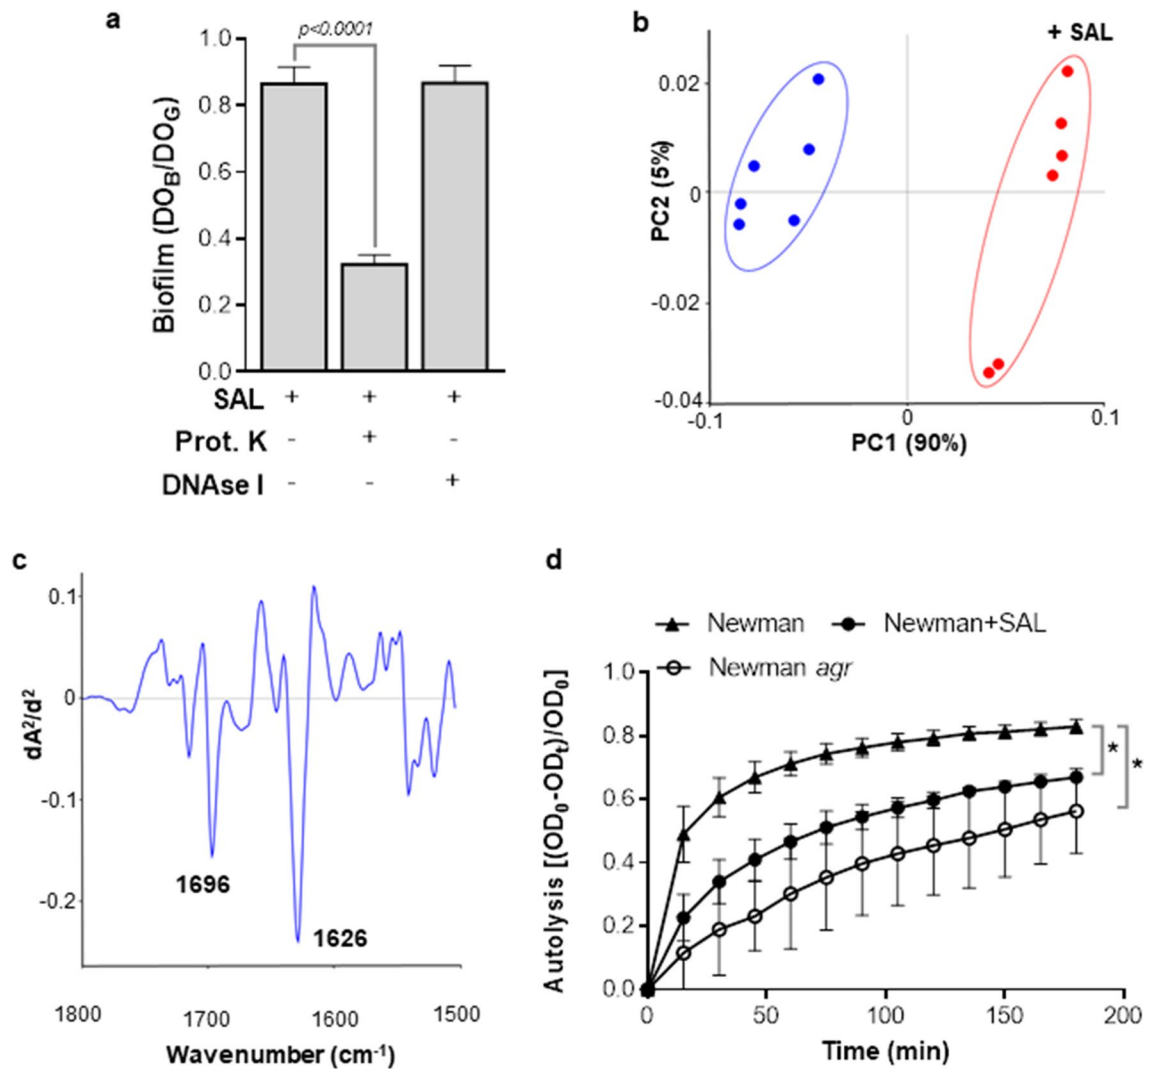 a
p<0.0001
1.0
0.8
0.6
0.4
0.2
0.0
Biofilm (DO_B/DO_G)
SAL + + +
Prot. K - + -
DNAse I - - +
b
+ SAL
0.02
0
-0.02
-0.04
-0.1 0 0.1
PC2 (5%)
PC1 (90%)
c
0.1
0
-0.1
-0.2
dA²/d²
1696
1626
1800 1700 1600 1500
Wavenumber (cm⁻¹)
d
Newman Newman+SAL
Newman agr
1.0
0.8
0.6
0.4
0.2
0.0
Autolysis [(OD₀-ODₜ)/OD₀]
*
*
0 50 100 150 200
Time (min)